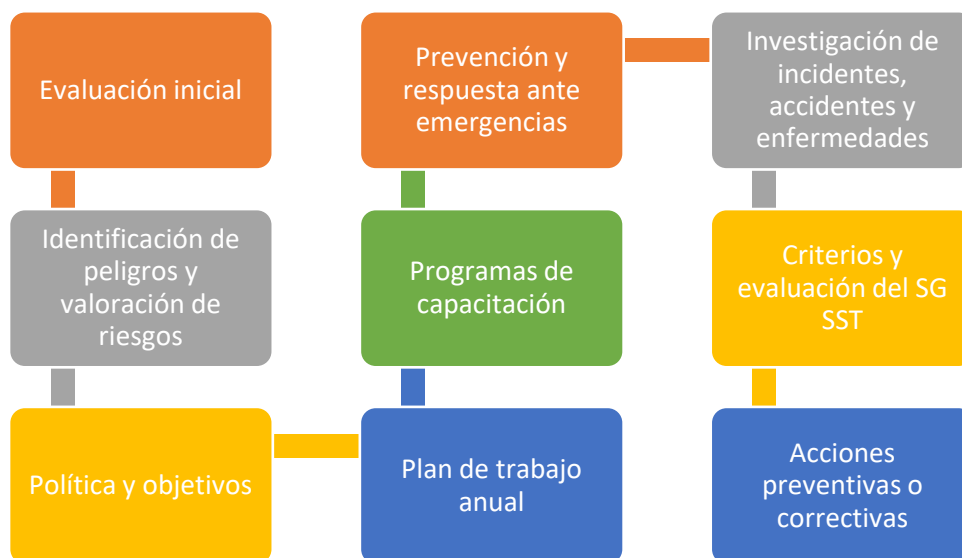 Evaluación inicial
Identificación de
peligros y
valoración de
riesgos
Política y objetivos
Plan de trabajo
anual
Programas de
capacitación
Prevención y
respuesta ante
emergencias
Investigación de
incidentes,
accidentes y
enfermedades
Criterios y
evaluación del SG
SST
Acciones
preventivas o
correctivas